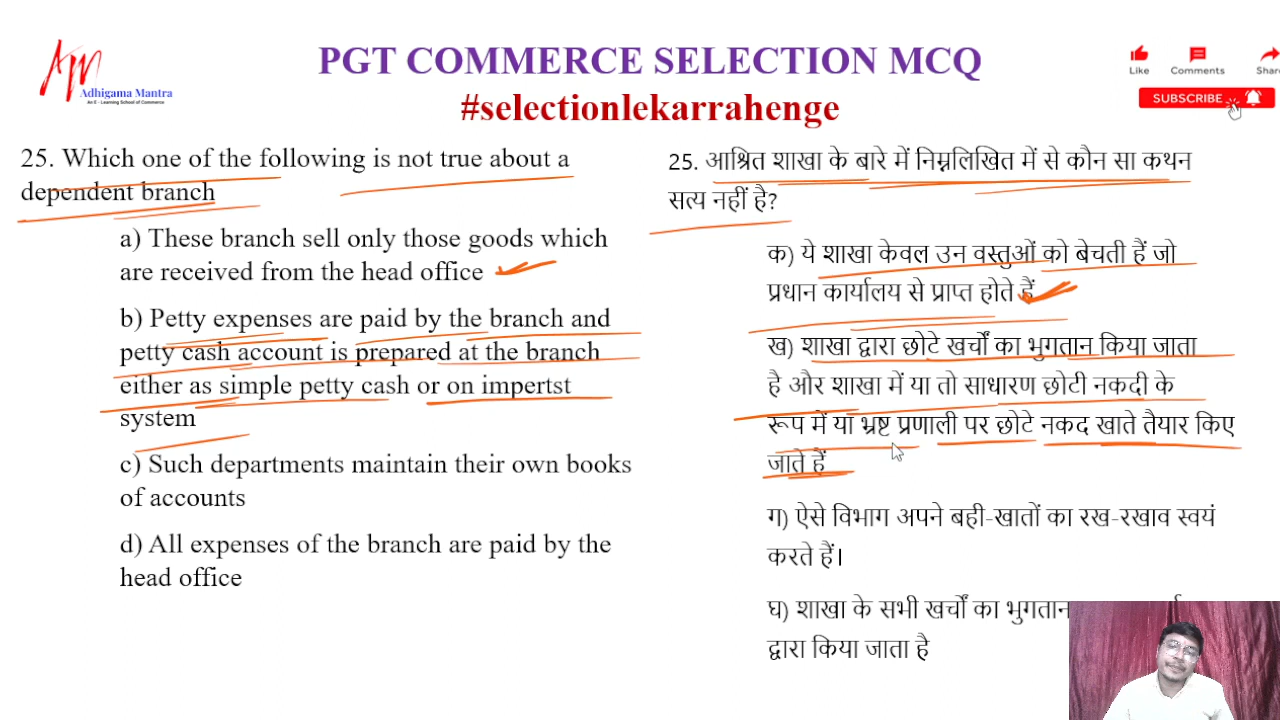 PGT COMMERCE SELECTION MCQ
#selectionlekarrahenge
Adhigama Mantra
An E - Learning School of Commerce
Like
Comments
Share
SUBSCRIBE
25. Which one of the following is not true about a
dependent branch
a) These branch sell only those goods which
are received from the head office
b) Petty expenses are paid by the branch and
petty cash account is prepared at the branch
either as simple petty cash or on impertst
system
c) Such departments maintain their own books
of accounts
d) All expenses of the branch are paid by the
head office
25. आश्रित शाखा के बारे में निम्नलिखित में से कौन सा कथन
सत्य नहीं है?
क) ये शाखा केवल उन वस्तुओं को बेचती हैं जो
प्रधान कार्यालय से प्राप्त होते हैं
ख) शाखा द्वारा छोटे खर्चों का भुगतान किया जाता
है और शाखा में या तो साधारण छोटी नकदी के
रूप में या भ्रष्ट प्रणाली पर छोटे नकद खाते तैयार किए
जाते हैं
ग) ऐसे विभाग अपने बही-खातों का रख-रखाव स्वयं
करते हैं।
घ) शाखा के सभी खर्चों का भुगतान
द्वारा किया जाता है